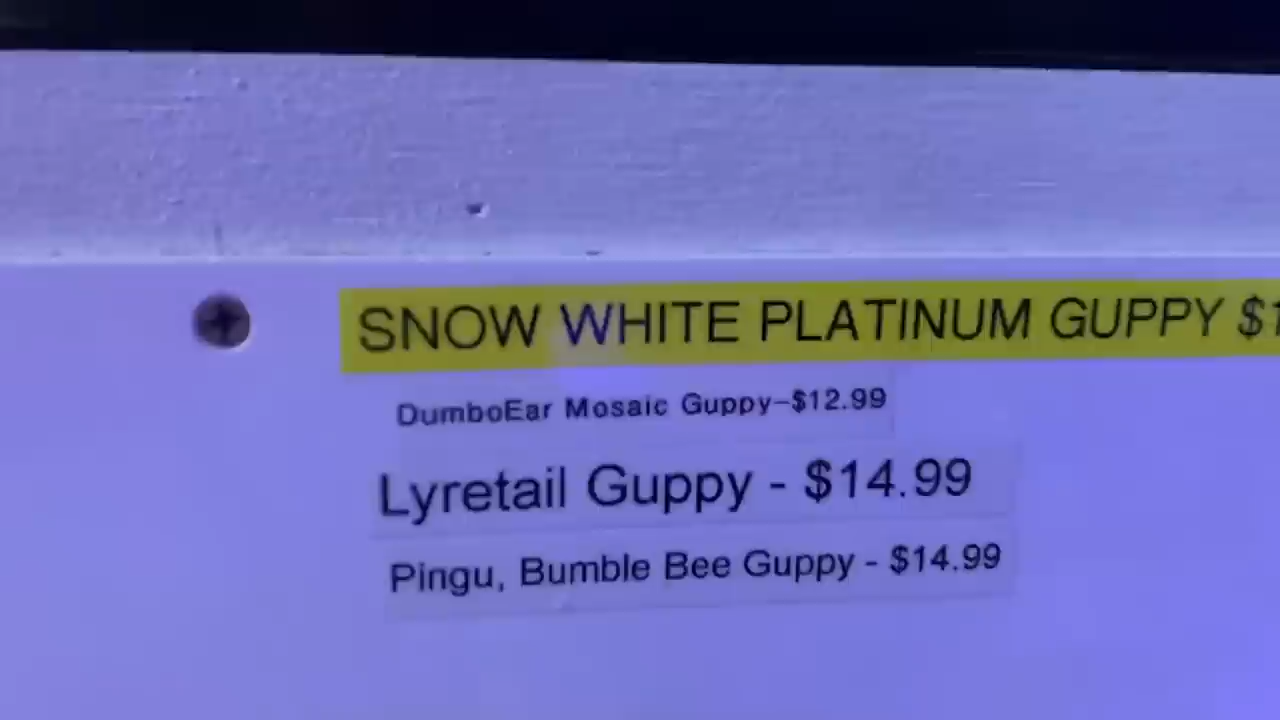 SNOW WHITE PLATINUM GUPPY $1
DumboEar Mosaic Guppy-$12.99
Lyretail Guppy - $14.99
Pingu, Bumble Bee Guppy - $14.99